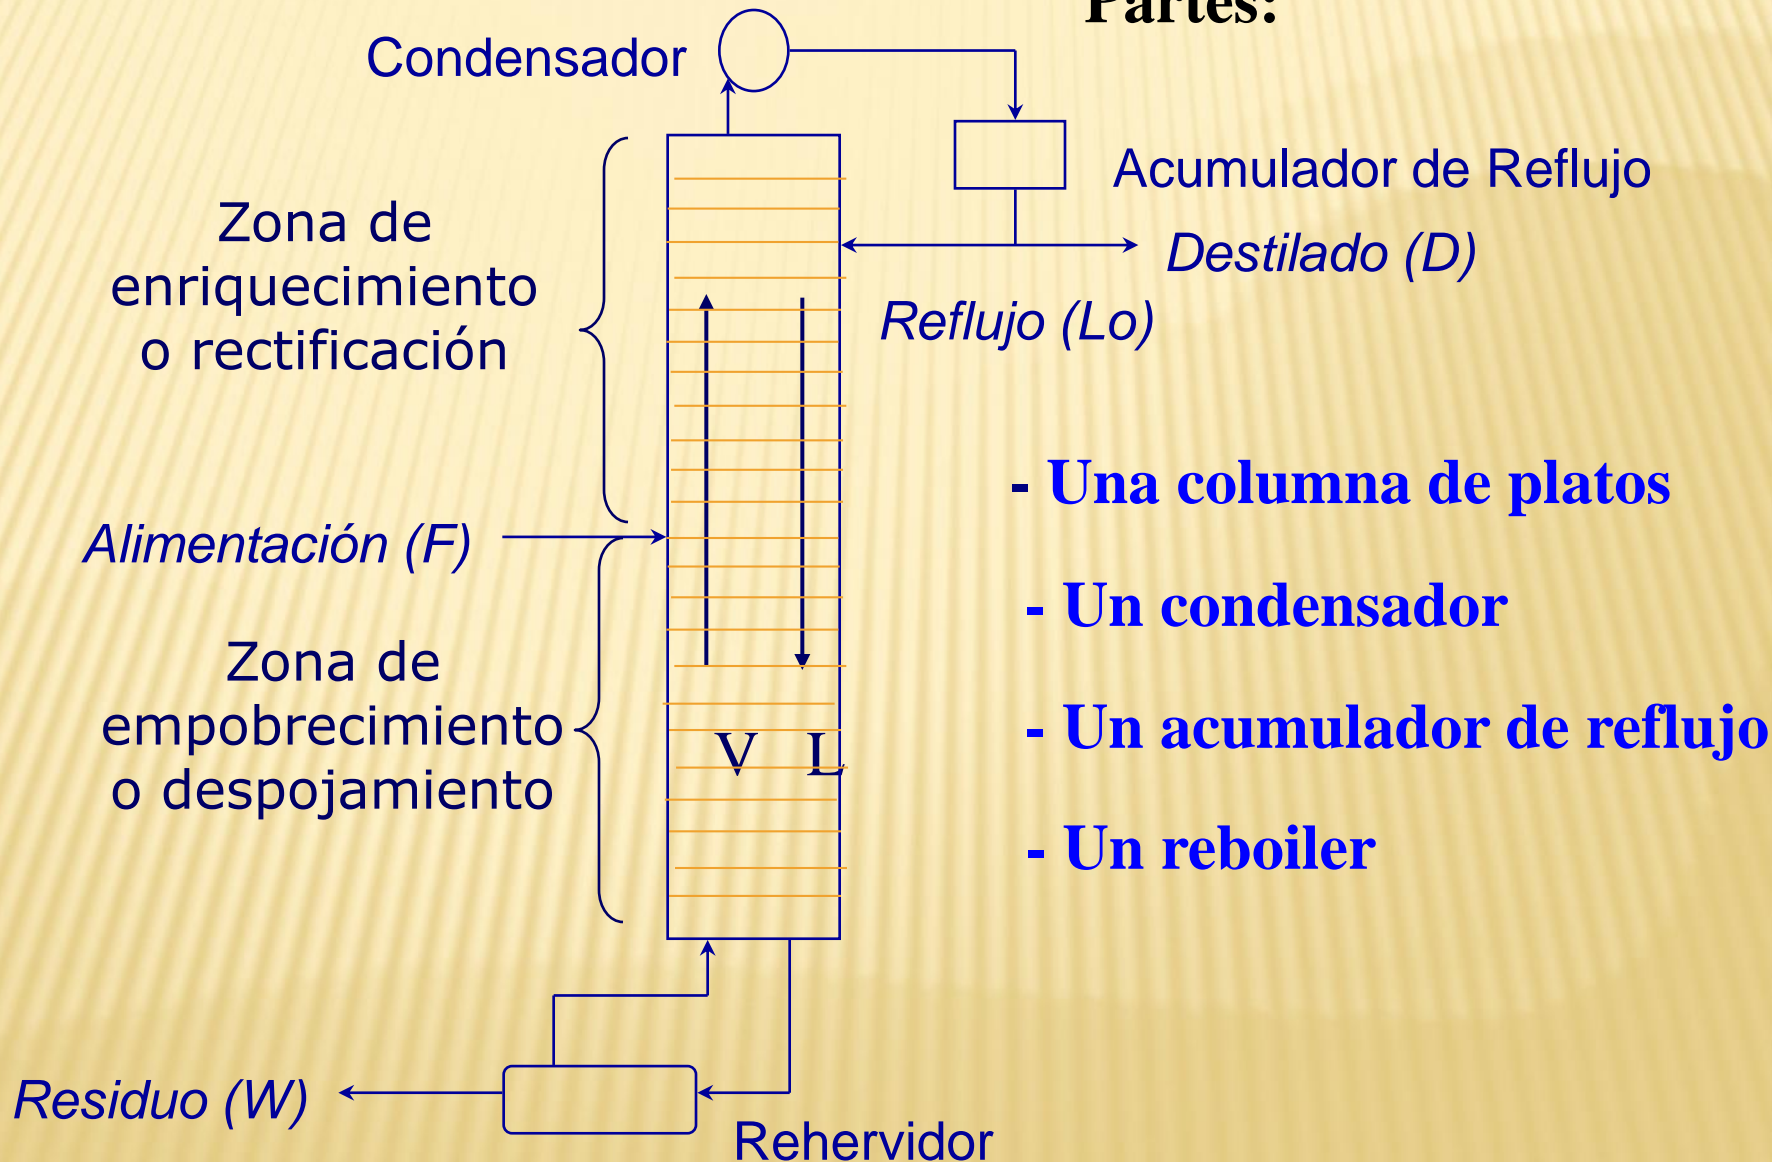 Partes:
Condensador
Acumulador de Reflujo
Zona de
enriquecimiento
o rectificación
Destilado (D)
Reflujo (Lo)
- Una columna de platos
Alimentación (F)
- Un condensador
Zona de
empobrecimiento
o despojamiento
- Un acumulador de reflujo
V L
- Un reboiler
Residuo (W)
Rehervidor